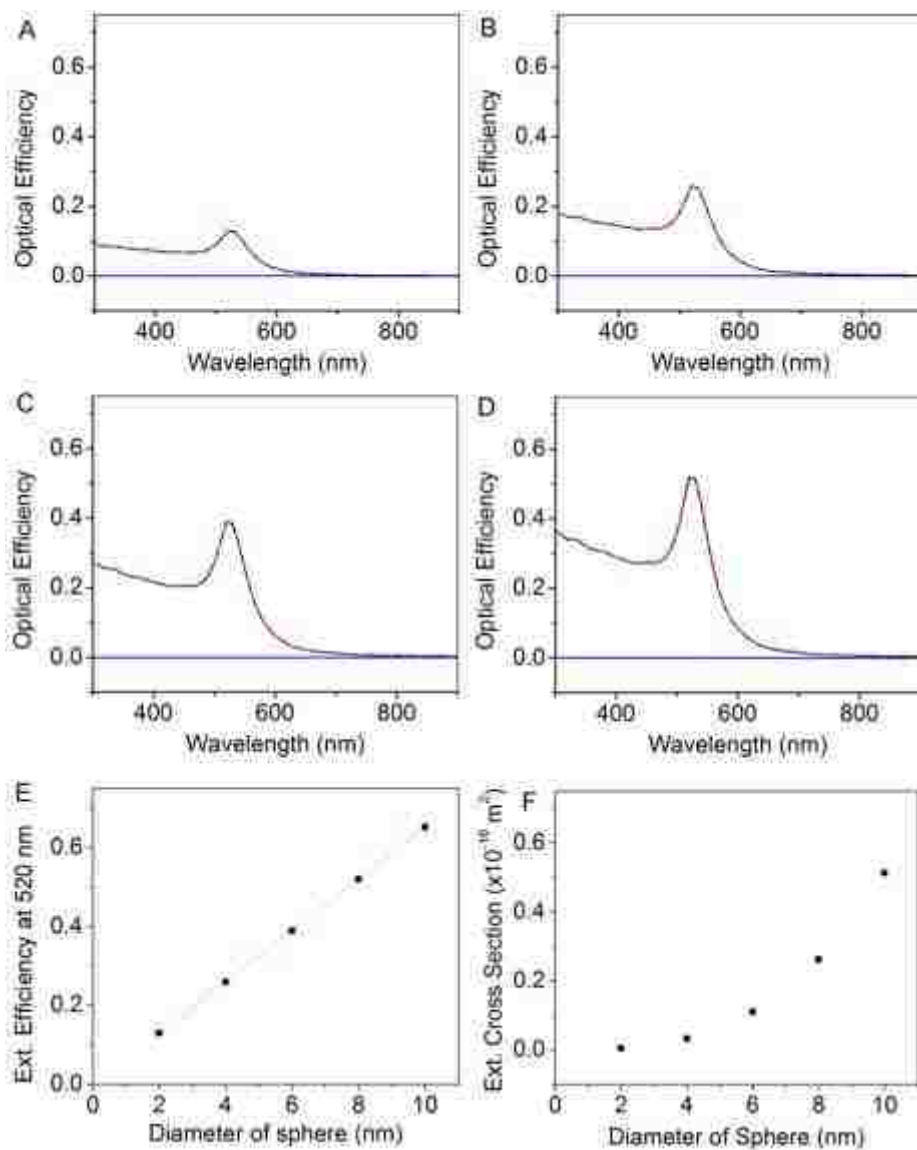 A
B
0.6
0.4
0.2
0.0
Optical Efficiency
400 600 800
Wavelength (nm)
0.6
0.4
0.2
0.0
Optical Efficiency
400 600 800
Wavelength (nm)
C
D
0.6
0.4
0.2
0.0
Optical Efficiency
400 600 800
Wavelength (nm)
0.6
0.4
0.2
0.0
Optical Efficiency
400 600 800
Wavelength (nm)
E
F
0.6
0.4
0.2
0.0
Ext. Efficiency at 520 nm
0 2 4 6 8 10
Diameter of sphere (nm)
0.6
0.4
0.2
0.0
Ext. Cross Section (x10⁻¹⁶ m²)
0 2 4 6 8 10
Diameter of Sphere (nm)